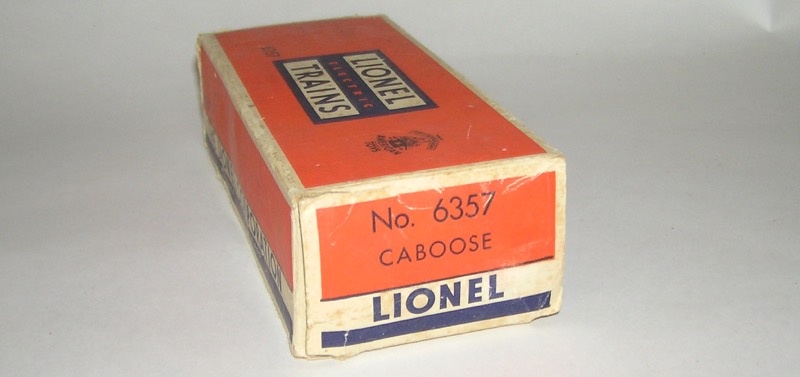 LIONEL
ELECTRIC
TRAINS
No. 6357
CABOOSE
LIONEL